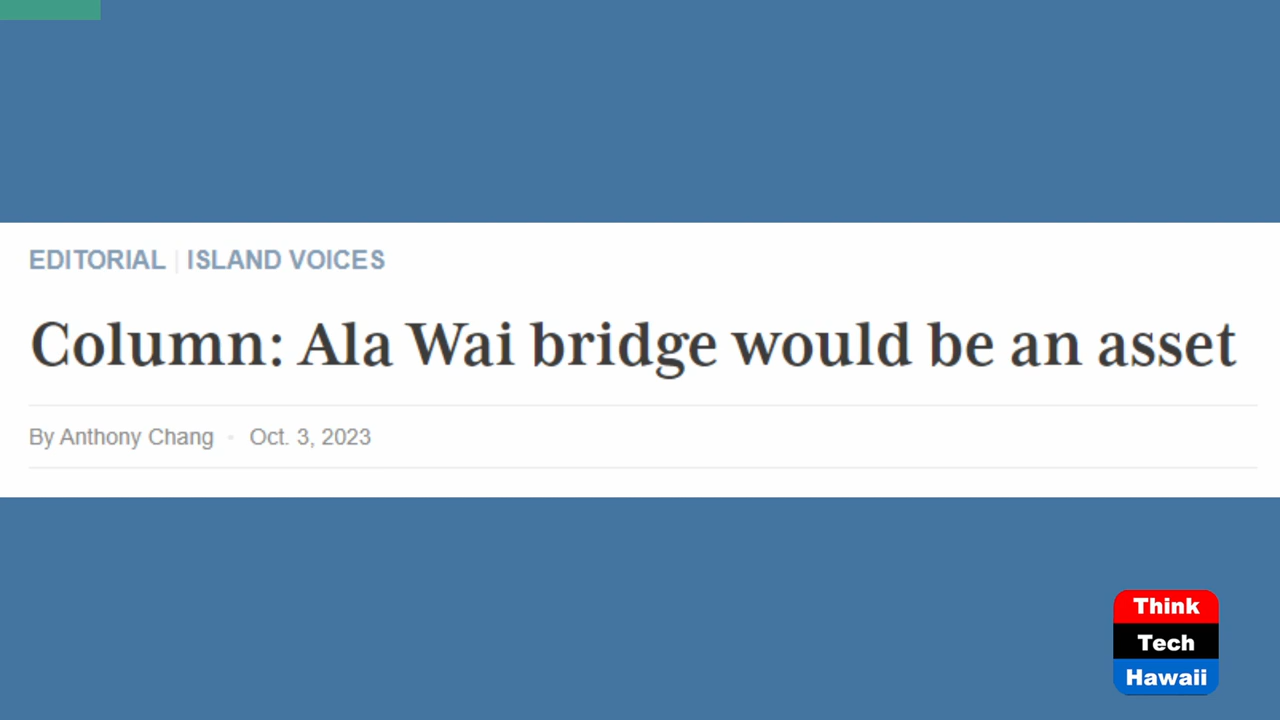 EDITORIAL | ISLAND VOICES
Column: Ala Wai bridge would be an asset
By Anthony Chang · Oct. 3, 2023
Think
Tech
Hawaii